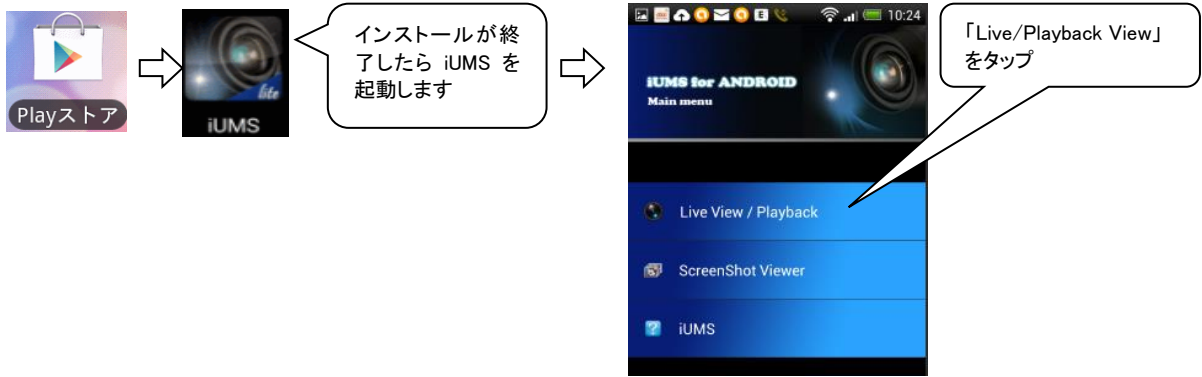 Playストア
lite
iUMS
インストールが終
了したら iUMS を
起動します
10:24
iUMS for ANDROID
Main menu
Live View / Playback
ScreenShot Viewer
iUMS
「Live/Playback View」
をタップ